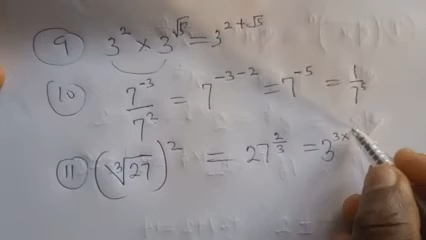 (9) 3² × 3^√5 = 3^(2+√5)
(10) 7⁻³/7² = 7^(-3-2) = 7⁻⁵ = 1/7⁵
(11) (∛27)² = 27^(2/3) = 3^(3×